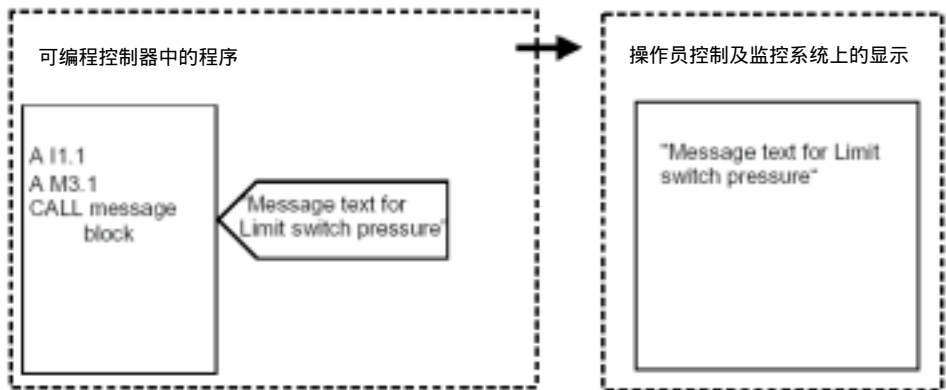 可编程控制器中的程序
A I1.1
A M3.1
CALL message
block
"Message text for
Limit switch pressure"
操作员控制及监控系统上的显示
"Message text for Limit
switch pressure"